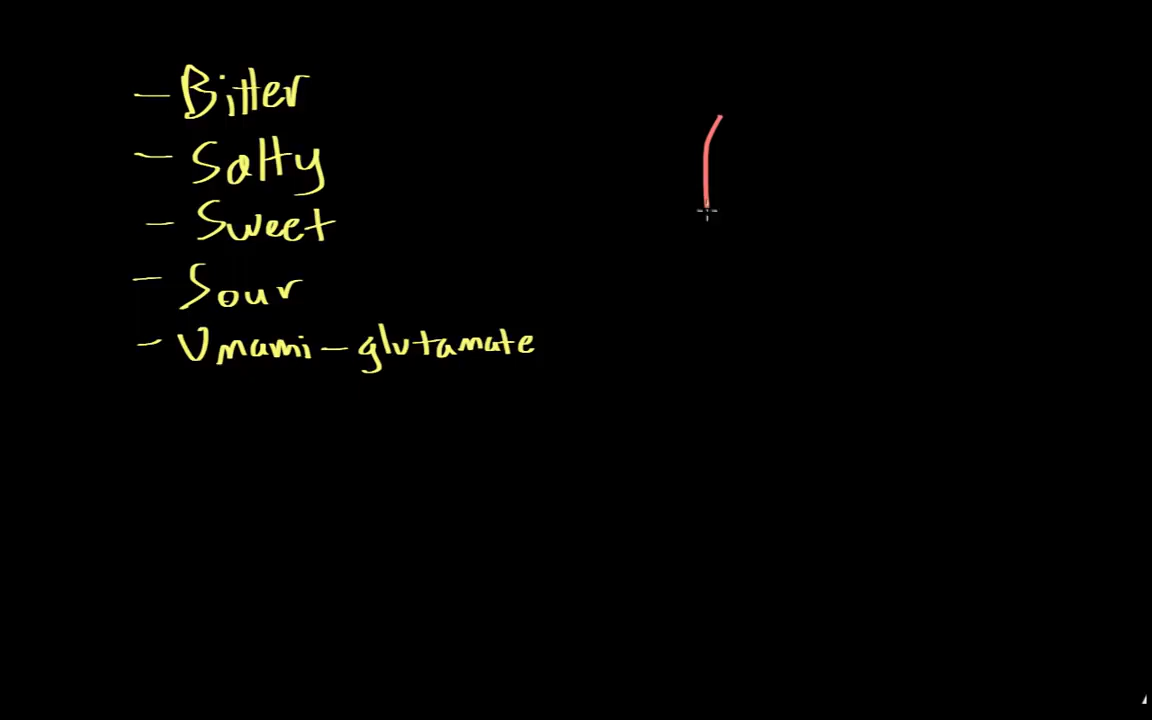 - Bitter
- Salty
- Sweet
- Sour
- Umami - glutamate